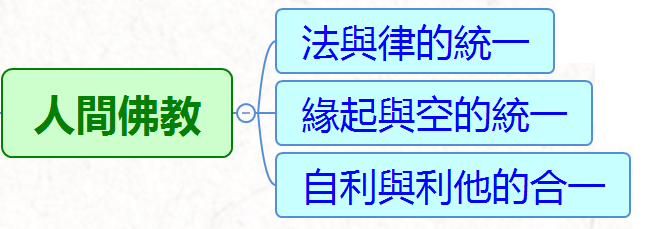 人間佛教
法與律的統一
緣起與空的統一
自利與利他的合一